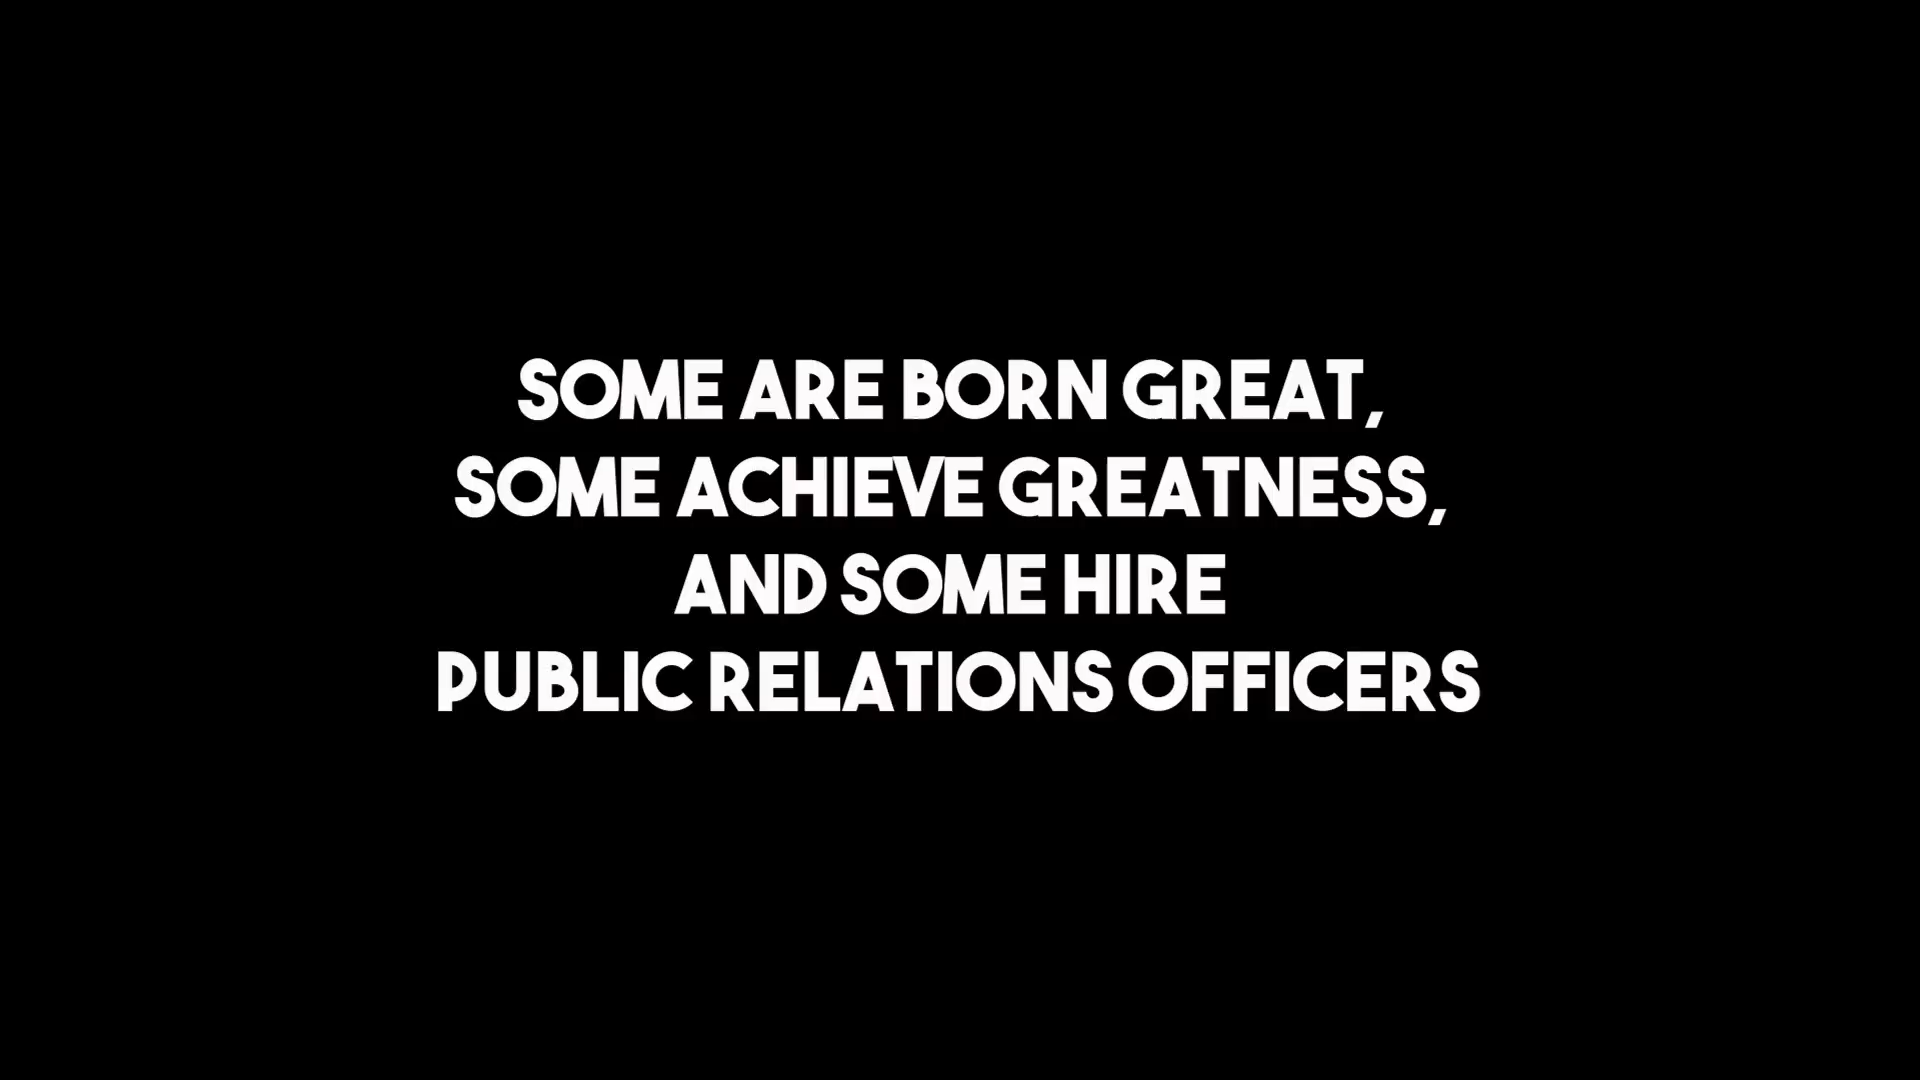 SOME ARE BORN GREAT,
SOME ACHIEVE GREATNESS,
AND SOME HIRE
PUBLIC RELATIONS OFFICERS